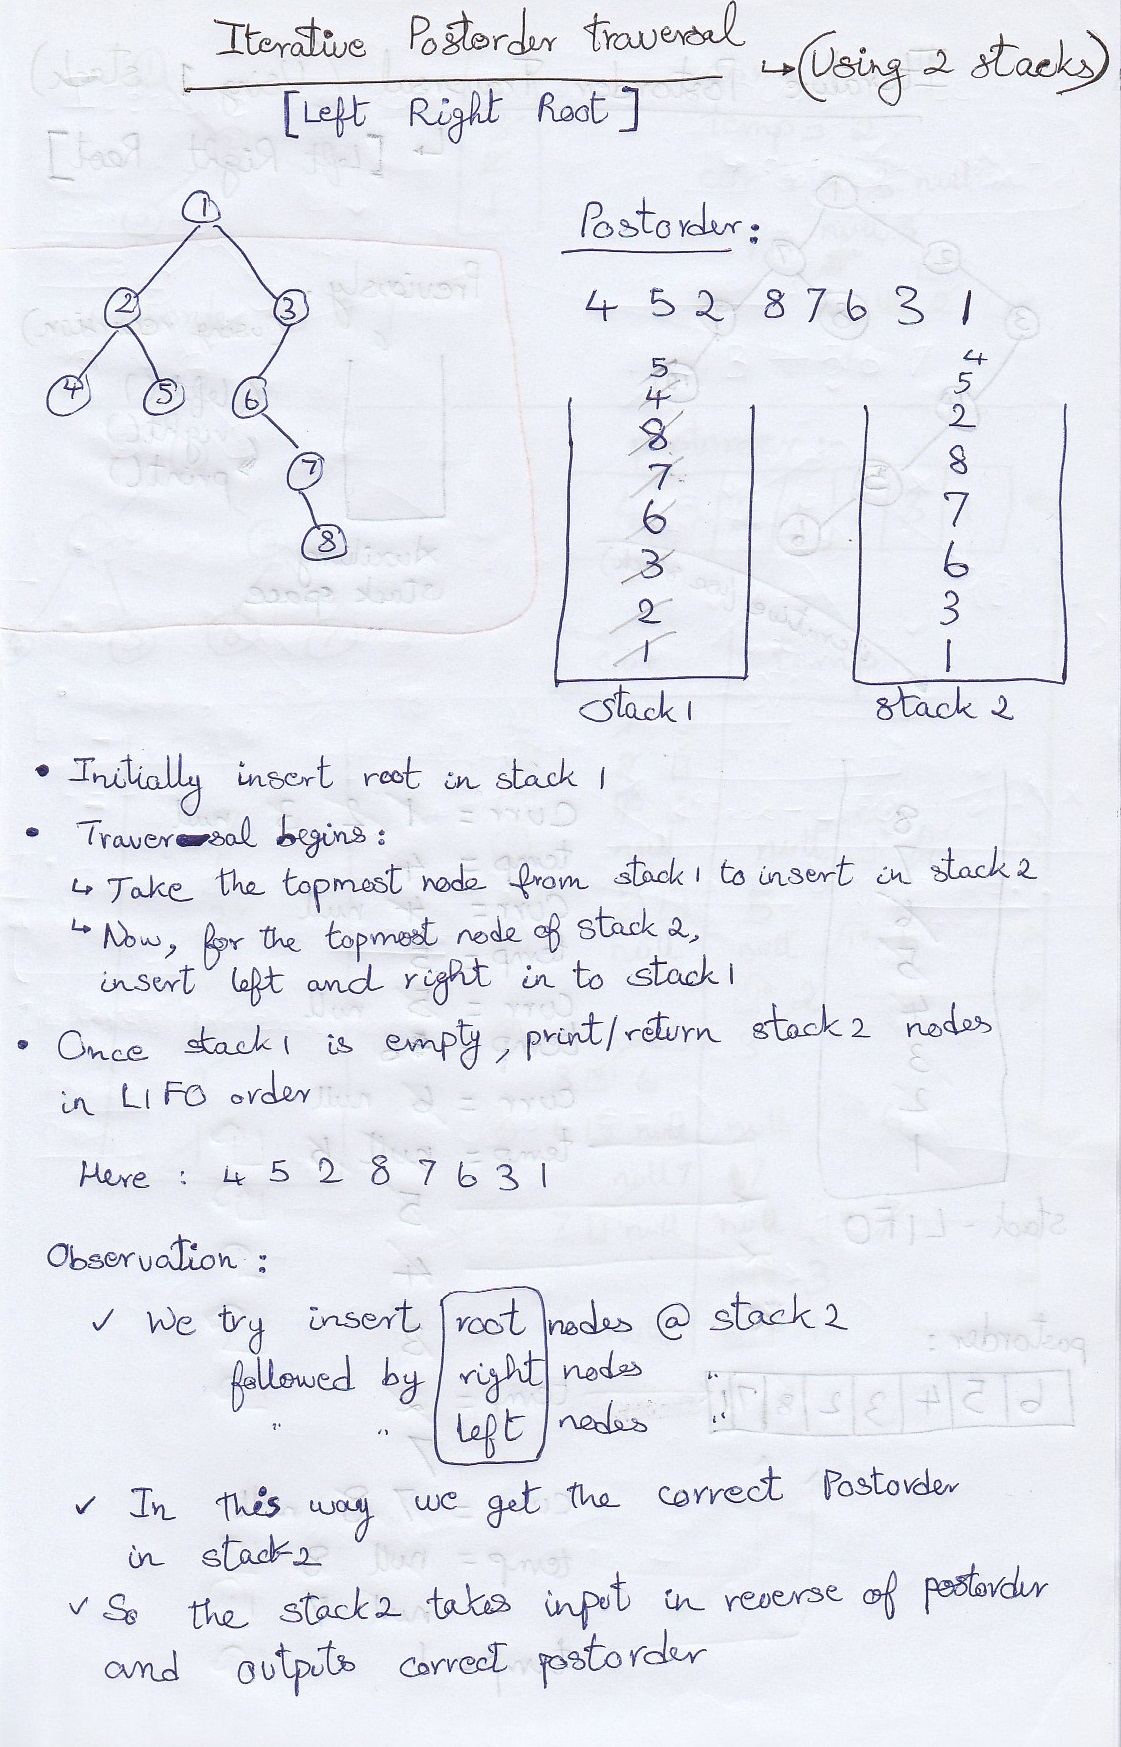 Iterative Postorder traversal ↳ (Using 2 stacks)
[Left Right Root]
1
2 3
4 5 6
7
8
Postorder:
4 5 2 8 7 6 3 1
5
4
8
7
6
3
2
1
stack 1
4
5
2
8
7
6
3
1
stack 2
• Initially insert root in stack 1
• Traversal begins:
↳ Take the topmost node from stack 1 to insert in stack 2
↳ Now, for the topmost node of stack 2,
insert left and right in to stack 1
• Once stack 1 is empty, print/return stack 2 nodes
in LIFO order
Here : 4 5 2 8 7 6 3 1
Observation :
✓ We try insert root nodes @ stack 2
followed by right nodes "
" " left nodes "
✓ In this way we get the correct Postorder
in stack 2
✓ So the stack 2 takes input in reverse of postorder
and outputs correct postorder